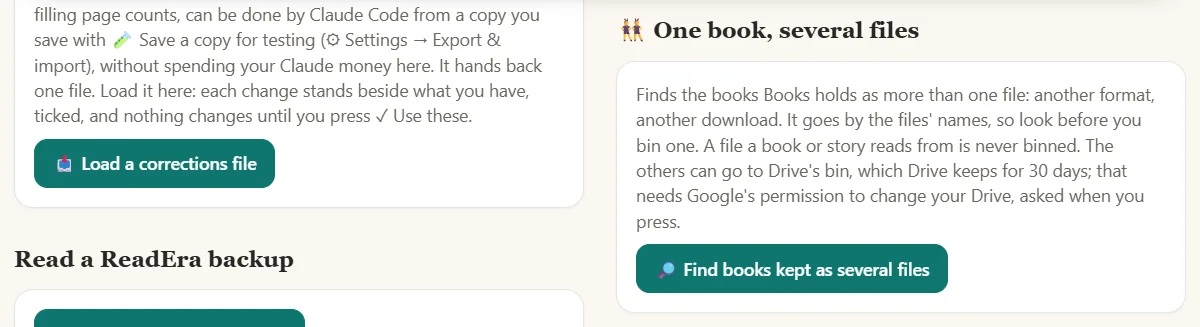 filling page counts, can be done by Claude Code from a copy you
save with 🧪 Save a copy for testing (⚙ Settings → Export &
import), without spending your Claude money here. It hands back
one file. Load it here: each change stands beside what you have,
ticked, and nothing changes until you press ✓ Use these.
📥 Load a corrections file
Read a ReadEra backup
👯 One book, several files
Finds the books Books holds as more than one file: another format,
another download. It goes by the files' names, so look before you
bin one. A file a book or story reads from is never binned. The
others can go to Drive's bin, which Drive keeps for 30 days; that
needs Google's permission to change your Drive, asked when you
press.
🔎 Find books kept as several files